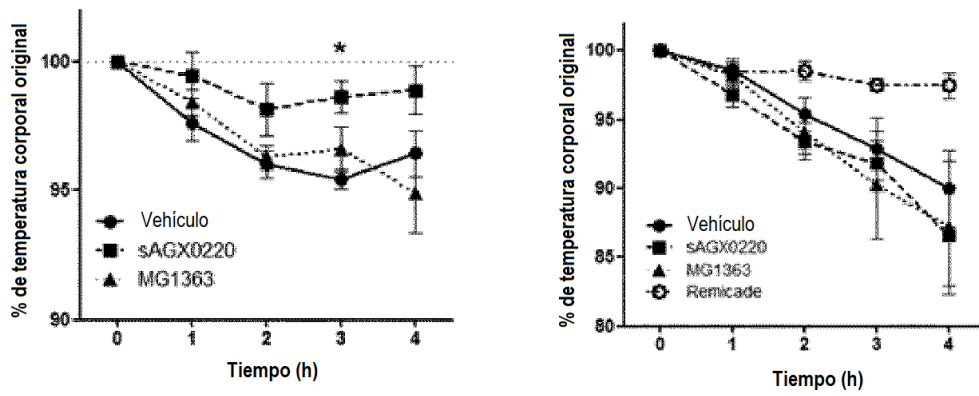 % de temperatura corporal original
*
100
95
90
Vehículo
sAGX0220
MG1363
0 1 2 3 4
Tiempo (h)
% de temperatura corporal original
100
95
90
85
80
Vehículo
sAGX0220
MG1363
Remicade
0 1 2 3 4
Tiempo (h)